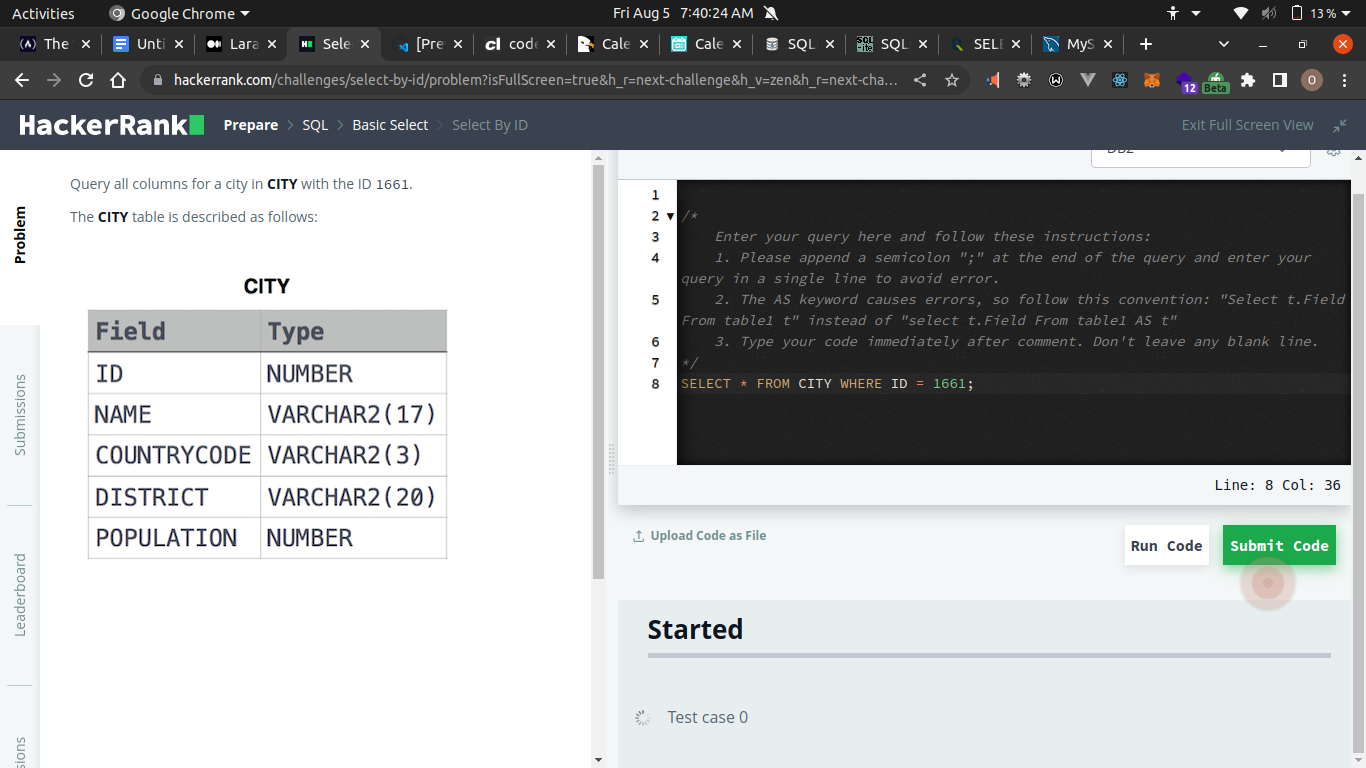 Activities
Google Chrome
Fri Aug 5 7:40:24 AM
13 %
The
Unti
Lara
Sele
[Pre
code
Cale
Cale
SQL
SQL
SELE
MyS
hackerrank.com/challenges/select-by-id/problem?isFullScreen=true&h_r=next-challenge&h_v=zen&h_r=next-cha...
12
Beta
O
HackerRank
Prepare > SQL > Basic Select > Select By ID
Exit Full Screen View
Problem
Submissions
Leaderboard
Query all columns for a city in CITY with the ID 1661.
The CITY table is described as follows:
CITY
Field Type
ID NUMBER
NAME VARCHAR2(17)
COUNTRYCODE VARCHAR2(3)
DISTRICT VARCHAR2(20)
POPULATION NUMBER
DB2
1
2 /*
3 Enter your query here and follow these instructions:
4 1. Please append a semicolon ";" at the end of the query and enter your
query in a single line to avoid error.
5 2. The AS keyword causes errors, so follow this convention: "Select t.Field
From table1 t" instead of "select t.Field From table1 AS t"
6 3. Type your code immediately after comment. Don't leave any blank line.
7 */
8 SELECT * FROM CITY WHERE ID = 1661;
Line: 8 Col: 36
Upload Code as File
Run Code
Submit Code
Started
Test case 0